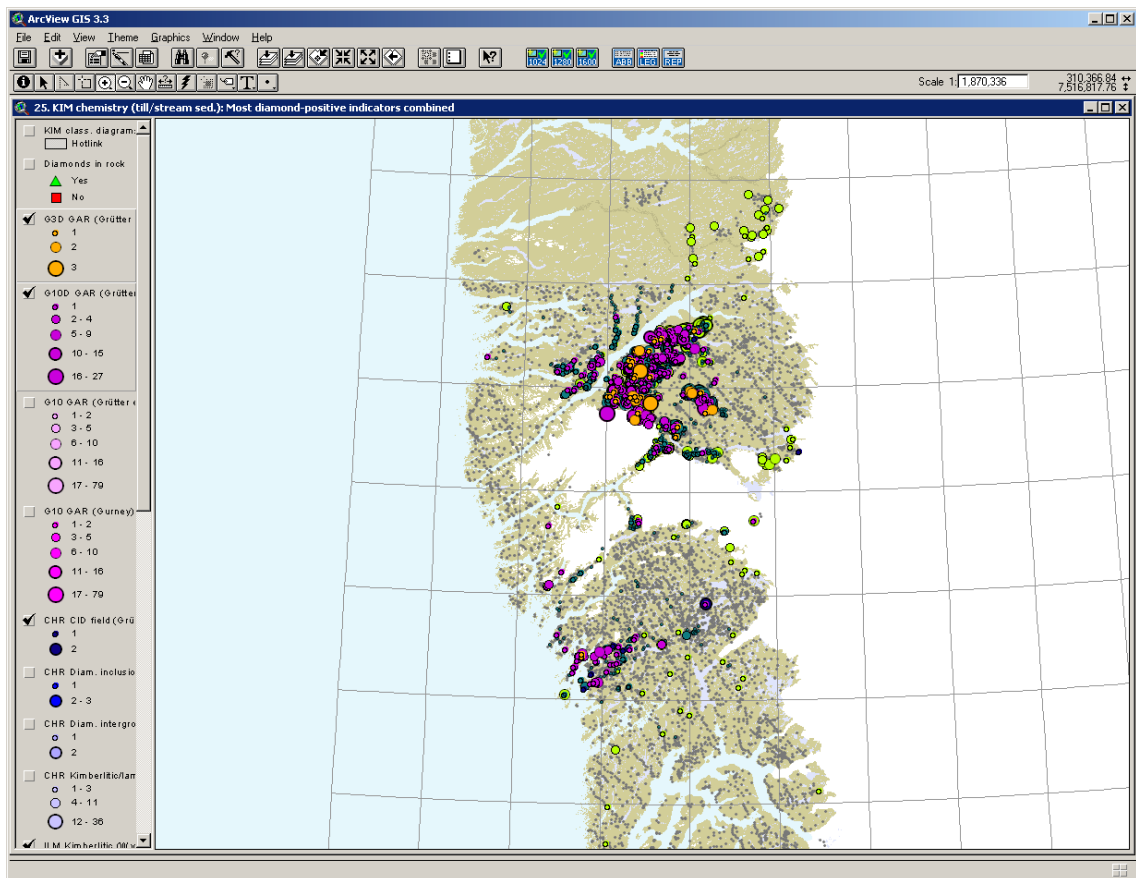 ArcView GIS 3.3
File Edit View Theme Graphics Window Help
1024 1280 1600 ABB LEG REP
Scale 1: 1,870,336
310,366.84
7,516,817.76
25. KIM chemistry (till/stream sed.): Most diamond-positive indicators combined
KIM class. diagram
Hotlink
Diamonds in rock
Yes
No
G3D GAR (Grütter
1
2
3
G10D GAR (Grütter
1
2 - 4
5 - 9
10 - 15
16 - 27
G10 GAR (Grütter e
1 - 2
3 - 5
6 - 10
11 - 16
17 - 79
G10 GAR (Gurney)
1 - 2
3 - 5
6 - 10
11 - 16
17 - 79
CHR CID field (Grü
1
2
CHR Diam. inclusio
1
2 - 3
CHR Diam. intergro
1
2
CHR Kimberlitic/lam
1 - 3
4 - 11
12 - 36
ILM Kimberlitic